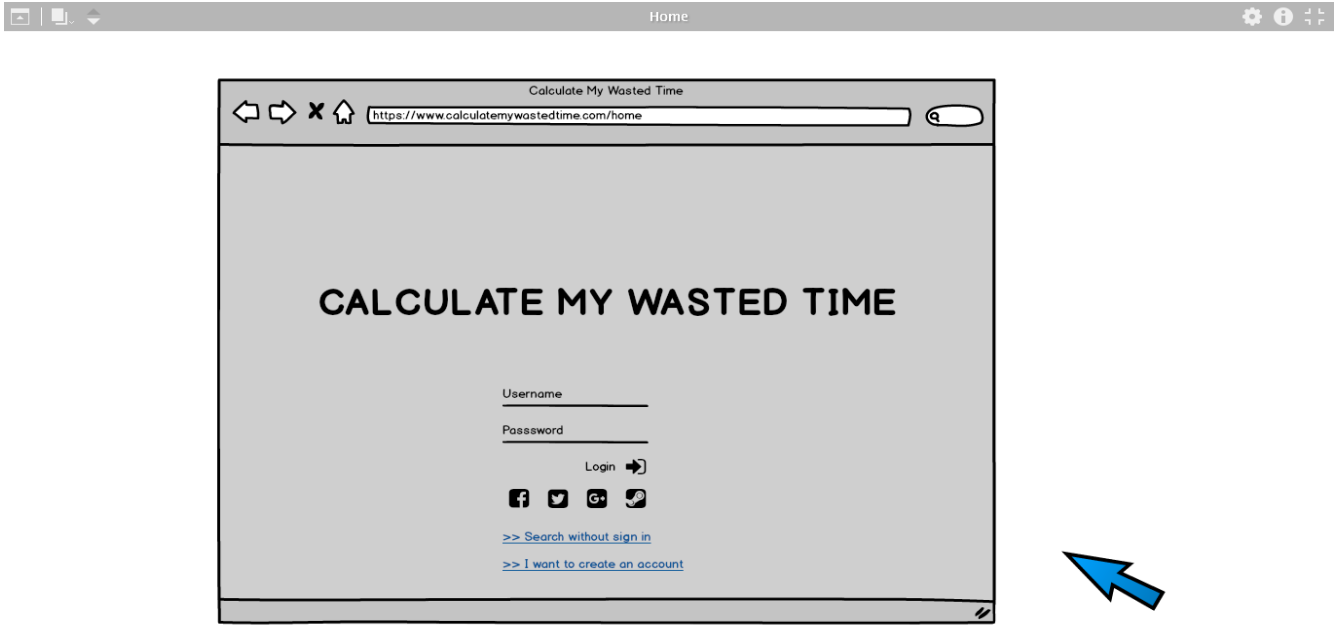 Home
Calculate My Wasted Time
https://www.calculatemywastedtime.com/home
CALCULATE MY WASTED TIME
Username
Passsword
Login
>> Search without sign in
>> I want to create an account